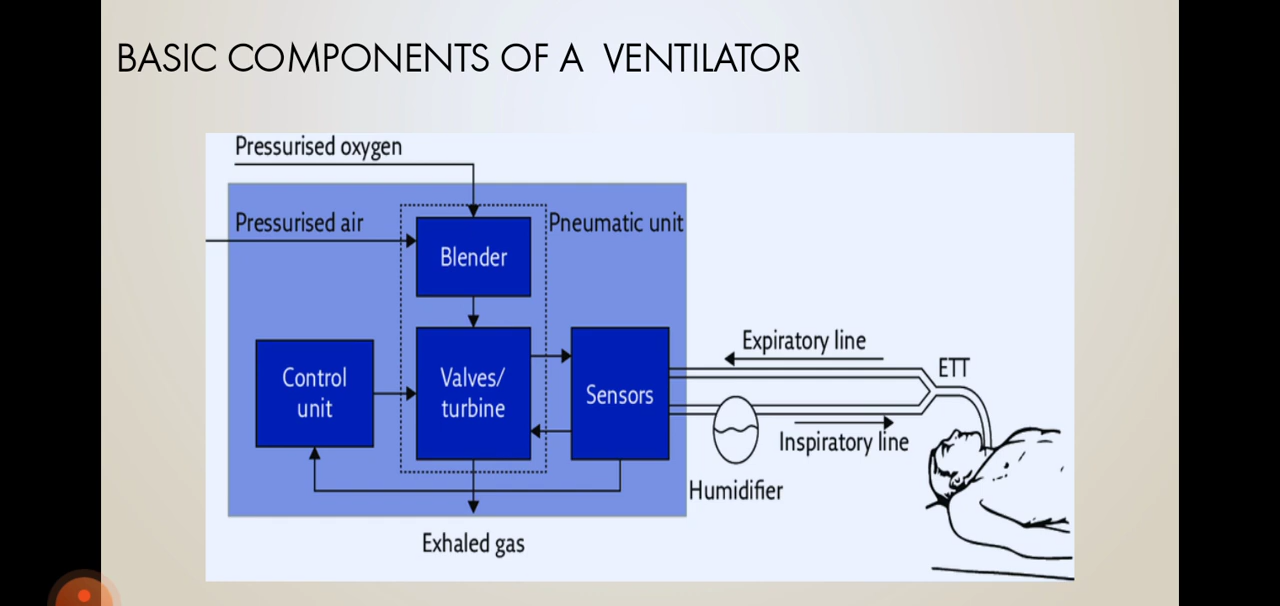 BASIC COMPONENTS OF A VENTILATOR
Pressurised oxygen
Pressurised air
Pneumatic unit
Blender
Control
unit
Valves/
turbine
Sensors
Expiratory line
ETT
Inspiratory line
Humidifier
Exhaled gas